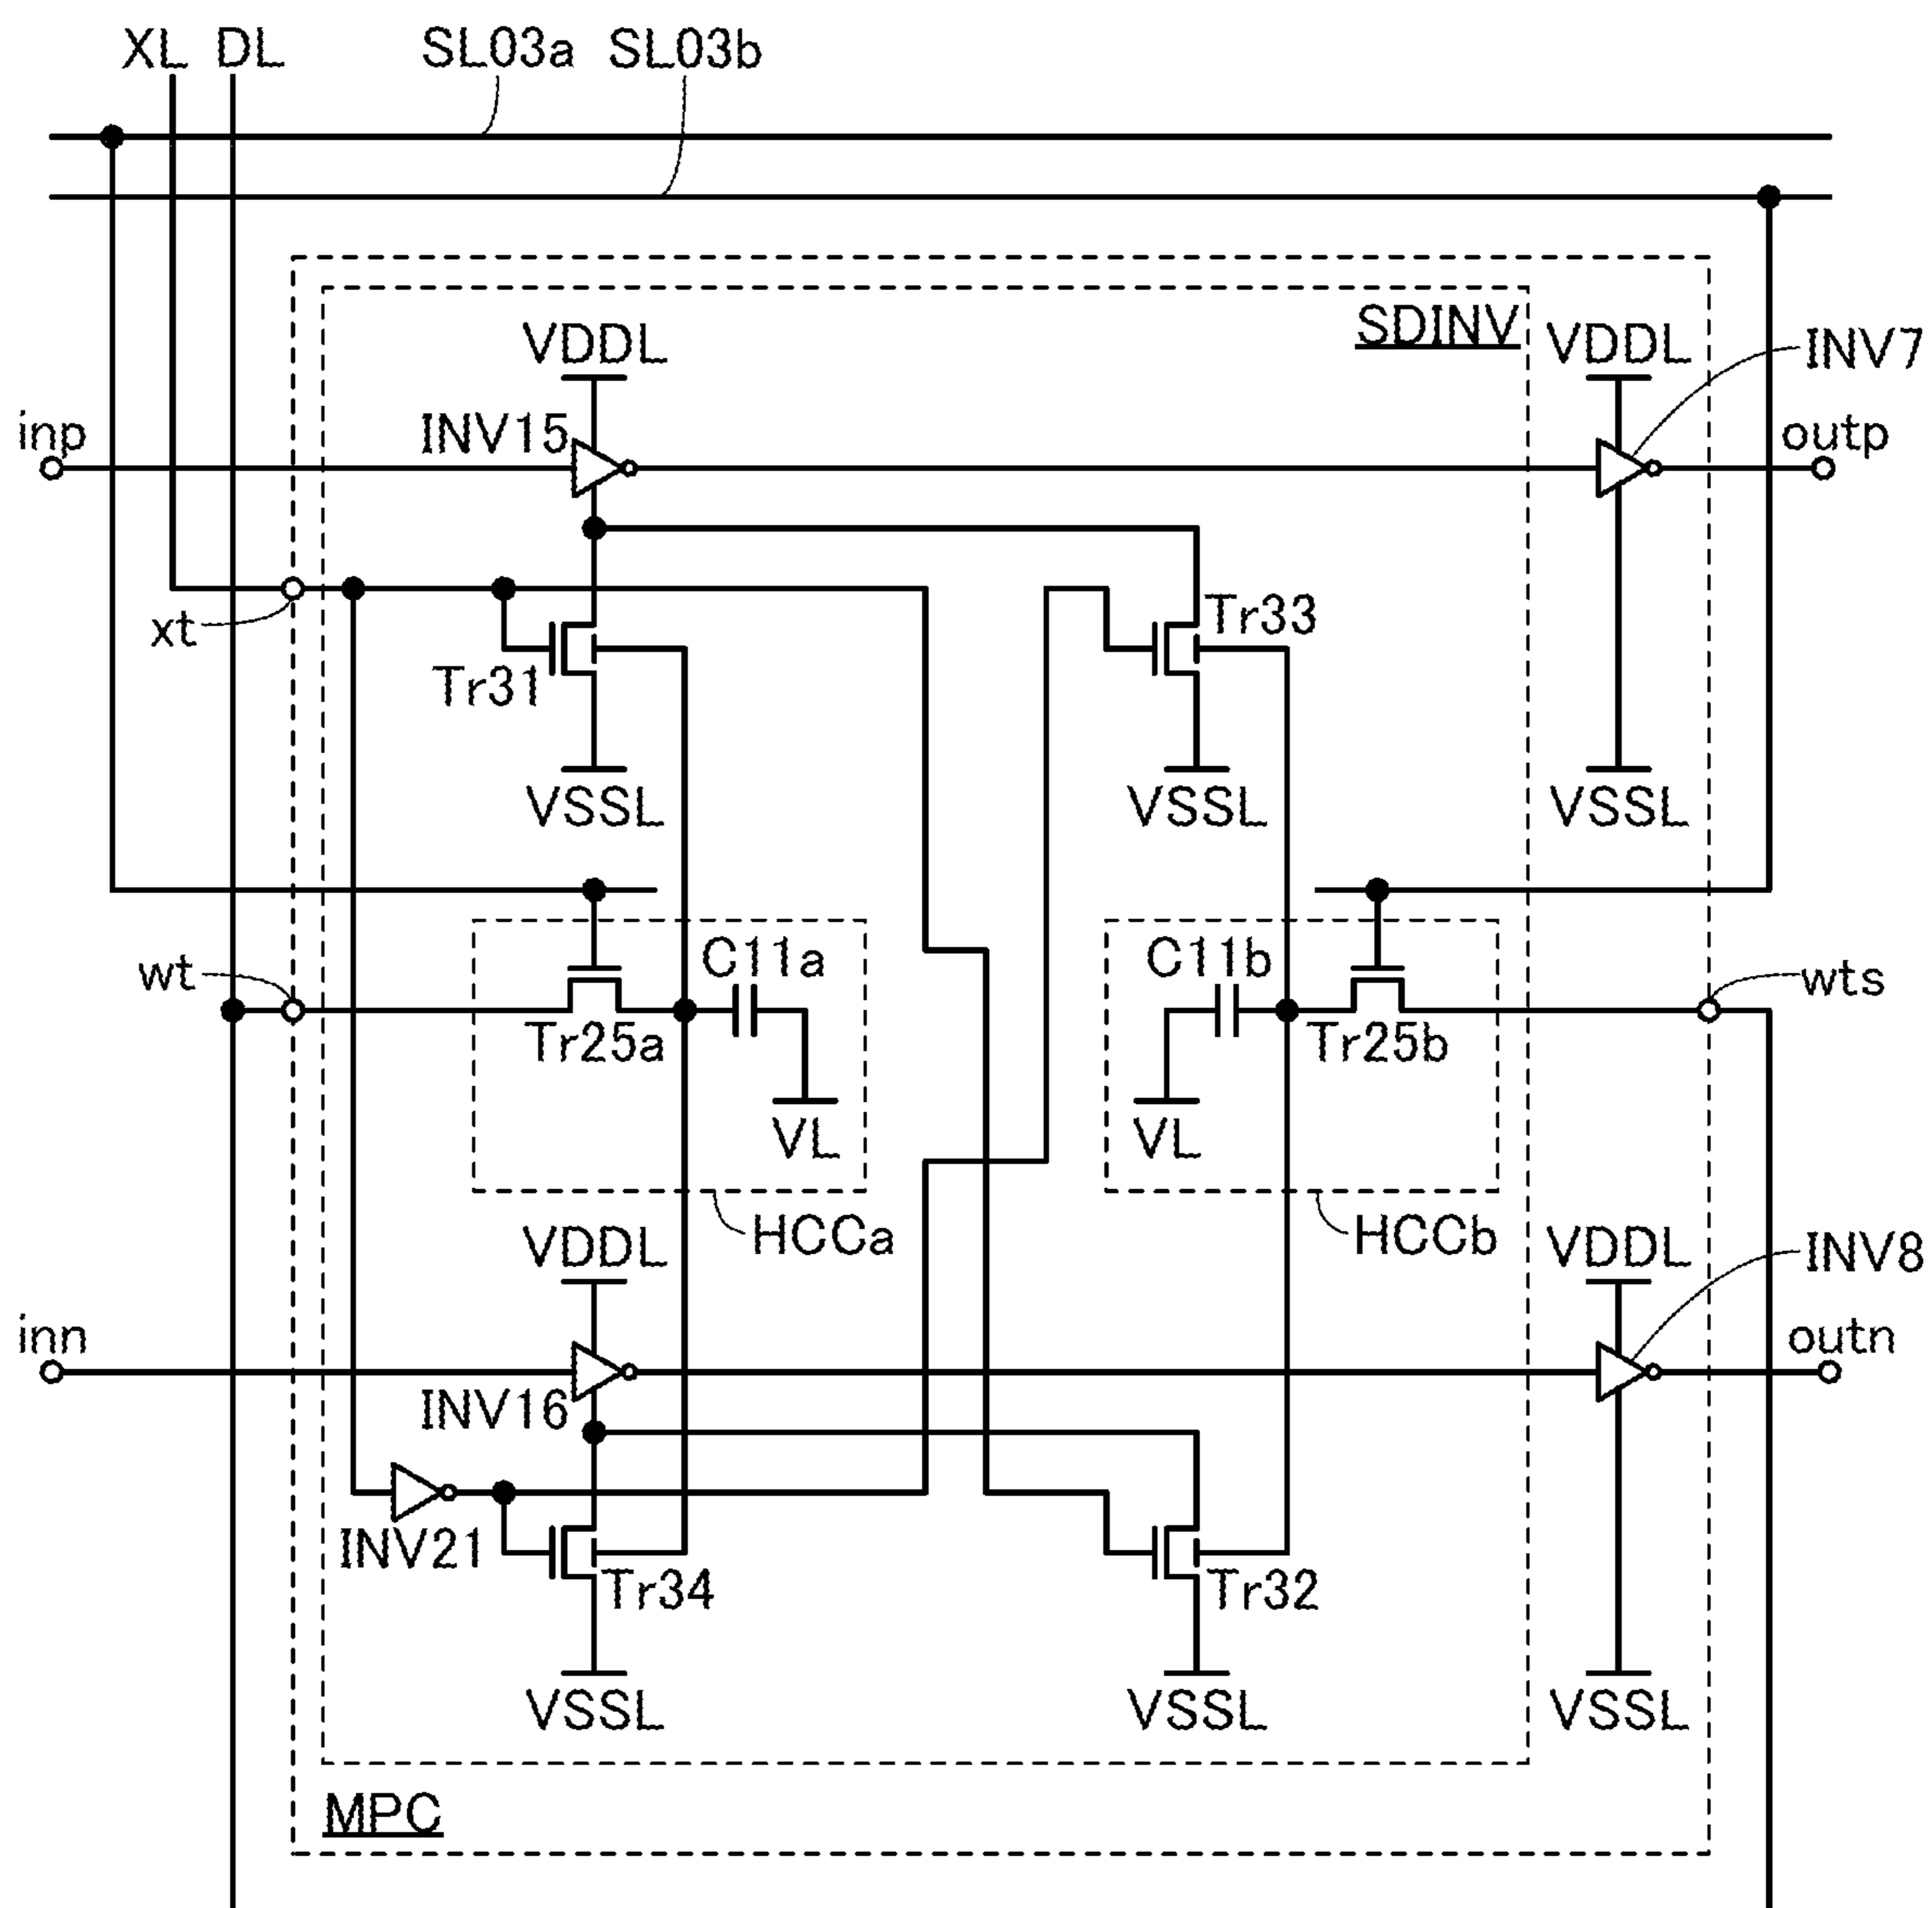 XL DL SL03a SL03b
SDINV
VDDL VDDL INV7
inp INV15 outp
xt Tr31 Tr33
VSSL VSSL VSSL
wt C11a C11b wts
Tr25a Tr25b
VL VL
HCCa HCCb
VDDL VDDL INV8
inn INV16 outn
INV21 Tr34 Tr32
VSSL VSSL VSSL
MPC